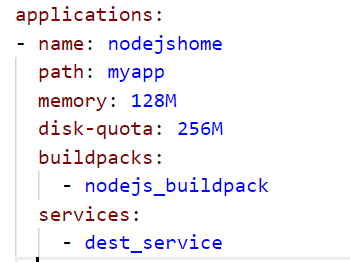 applications:
- name: nodejshome
  path: myapp
  memory: 128M
  disk-quota: 256M
  buildpacks:
    - nodejs_buildpack
  services:
    - dest_service